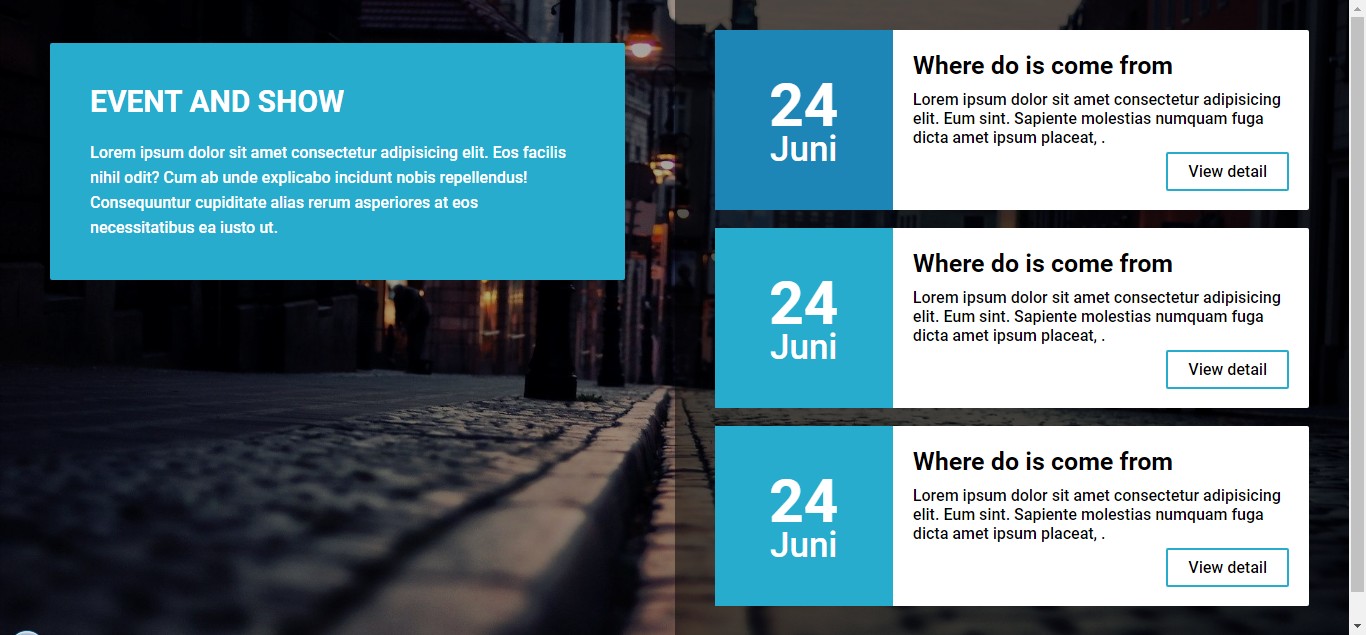 EVENT AND SHOW
Lorem ipsum dolor sit amet consectetur adipisicing elit. Eos facilis
nihil odit? Cum ab unde explicabo incidunt nobis repellendus!
Consequuntur cupiditate alias rerum asperiores at eos
necessitatibus ea iusto ut.
24
Juni
Where do is come from
Lorem ipsum dolor sit amet consectetur adipisicing
elit. Eum sint. Sapiente molestias numquam fuga
dicta amet ipsum placeat, .
View detail
24
Juni
Where do is come from
Lorem ipsum dolor sit amet consectetur adipisicing
elit. Eum sint. Sapiente molestias numquam fuga
dicta amet ipsum placeat, .
View detail
24
Juni
Where do is come from
Lorem ipsum dolor sit amet consectetur adipisicing
elit. Eum sint. Sapiente molestias numquam fuga
dicta amet ipsum placeat, .
View detail